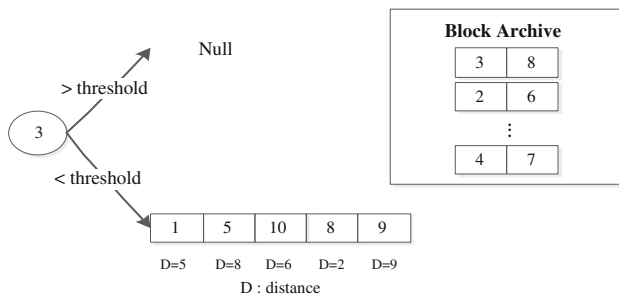 Null
> threshold
3
< threshold
1 5 10 8 9
D=5 D=8 D=6 D=2 D=9
D : distance
Block Archive
3 8
2 6
⋮
4 7